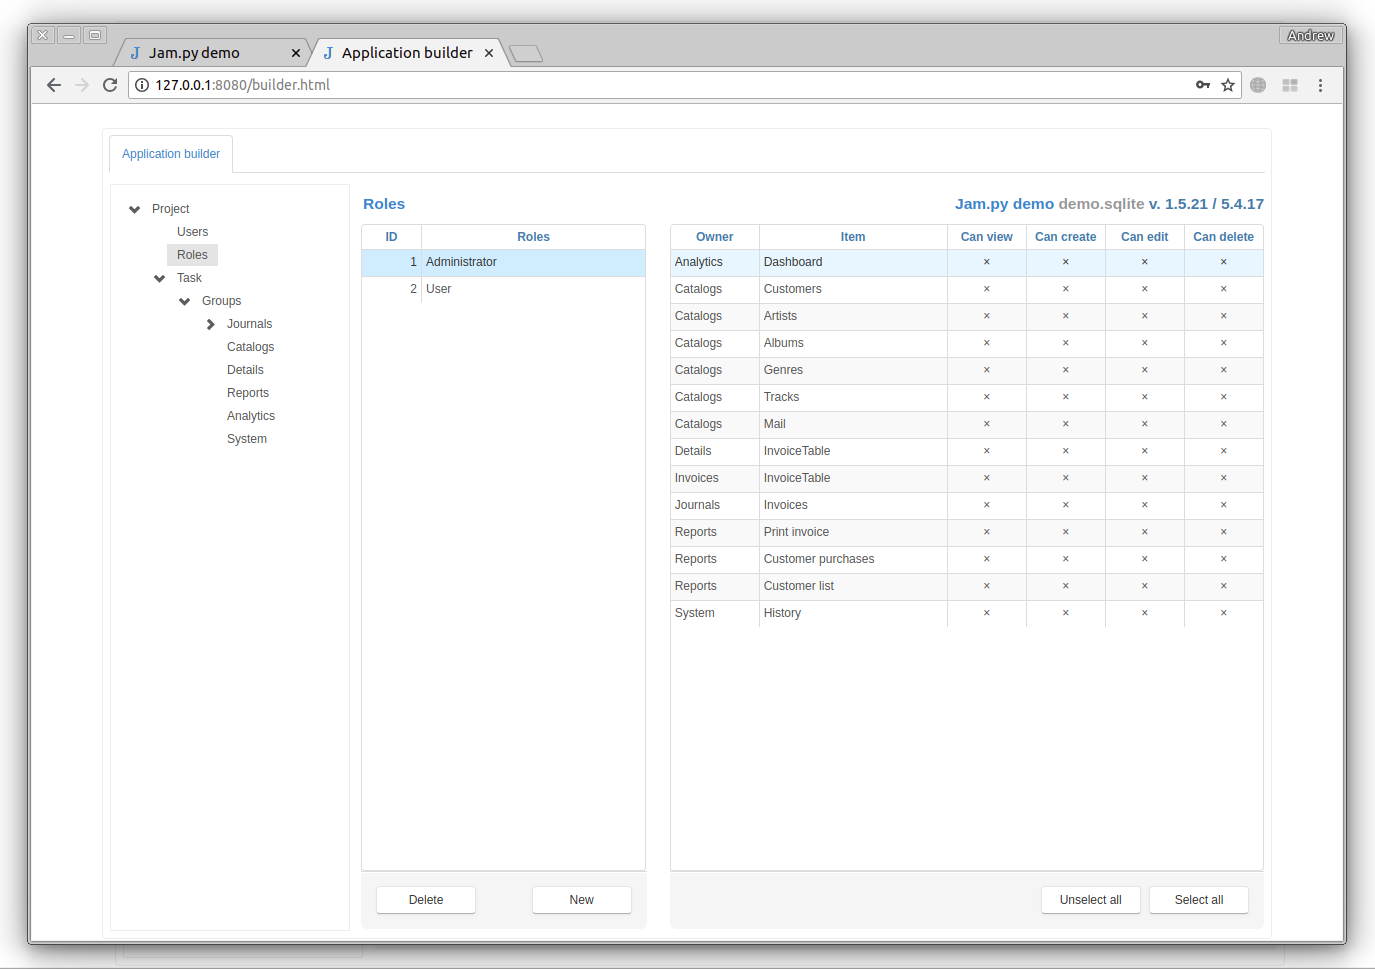 Andrew
Jam.py demo
Application builder
127.0.0.1:8080/builder.html
Application builder
Project
Users
Roles
Task
Groups
Journals
Catalogs
Details
Reports
Analytics
System
Roles
Jam.py demo demo.sqlite v. 1.5.21 / 5.4.17
ID Roles
1 Administrator
2 User
Delete New
Owner Item Can view Can create Can edit Can delete
Analytics Dashboard × × × ×
Catalogs Customers × × × ×
Catalogs Artists × × × ×
Catalogs Albums × × × ×
Catalogs Genres × × × ×
Catalogs Tracks × × × ×
Catalogs Mail × × × ×
Details InvoiceTable × × × ×
Invoices InvoiceTable × × × ×
Journals Invoices × × × ×
Reports Print invoice × × × ×
Reports Customer purchases × × × ×
Reports Customer list × × × ×
System History × × × ×
Unselect all Select all